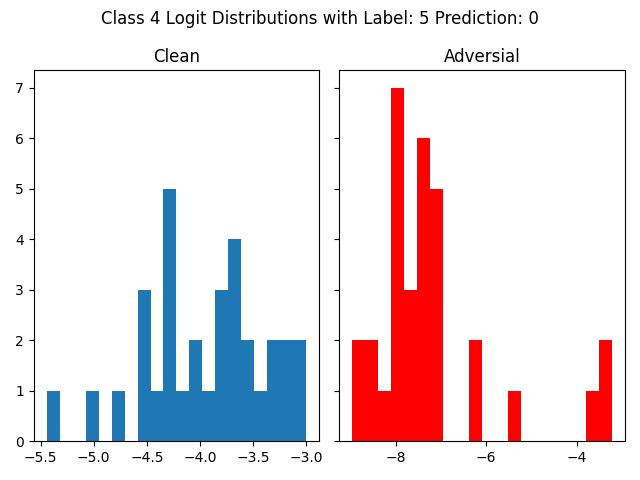 Class 4 Logit Distributions with Label: 5 Prediction: 0
Clean
Adversial
7
6
5
4
3
2
1
0
−5.5 −5.0 −4.5 −4.0 −3.5 −3.0
−8 −6 −4